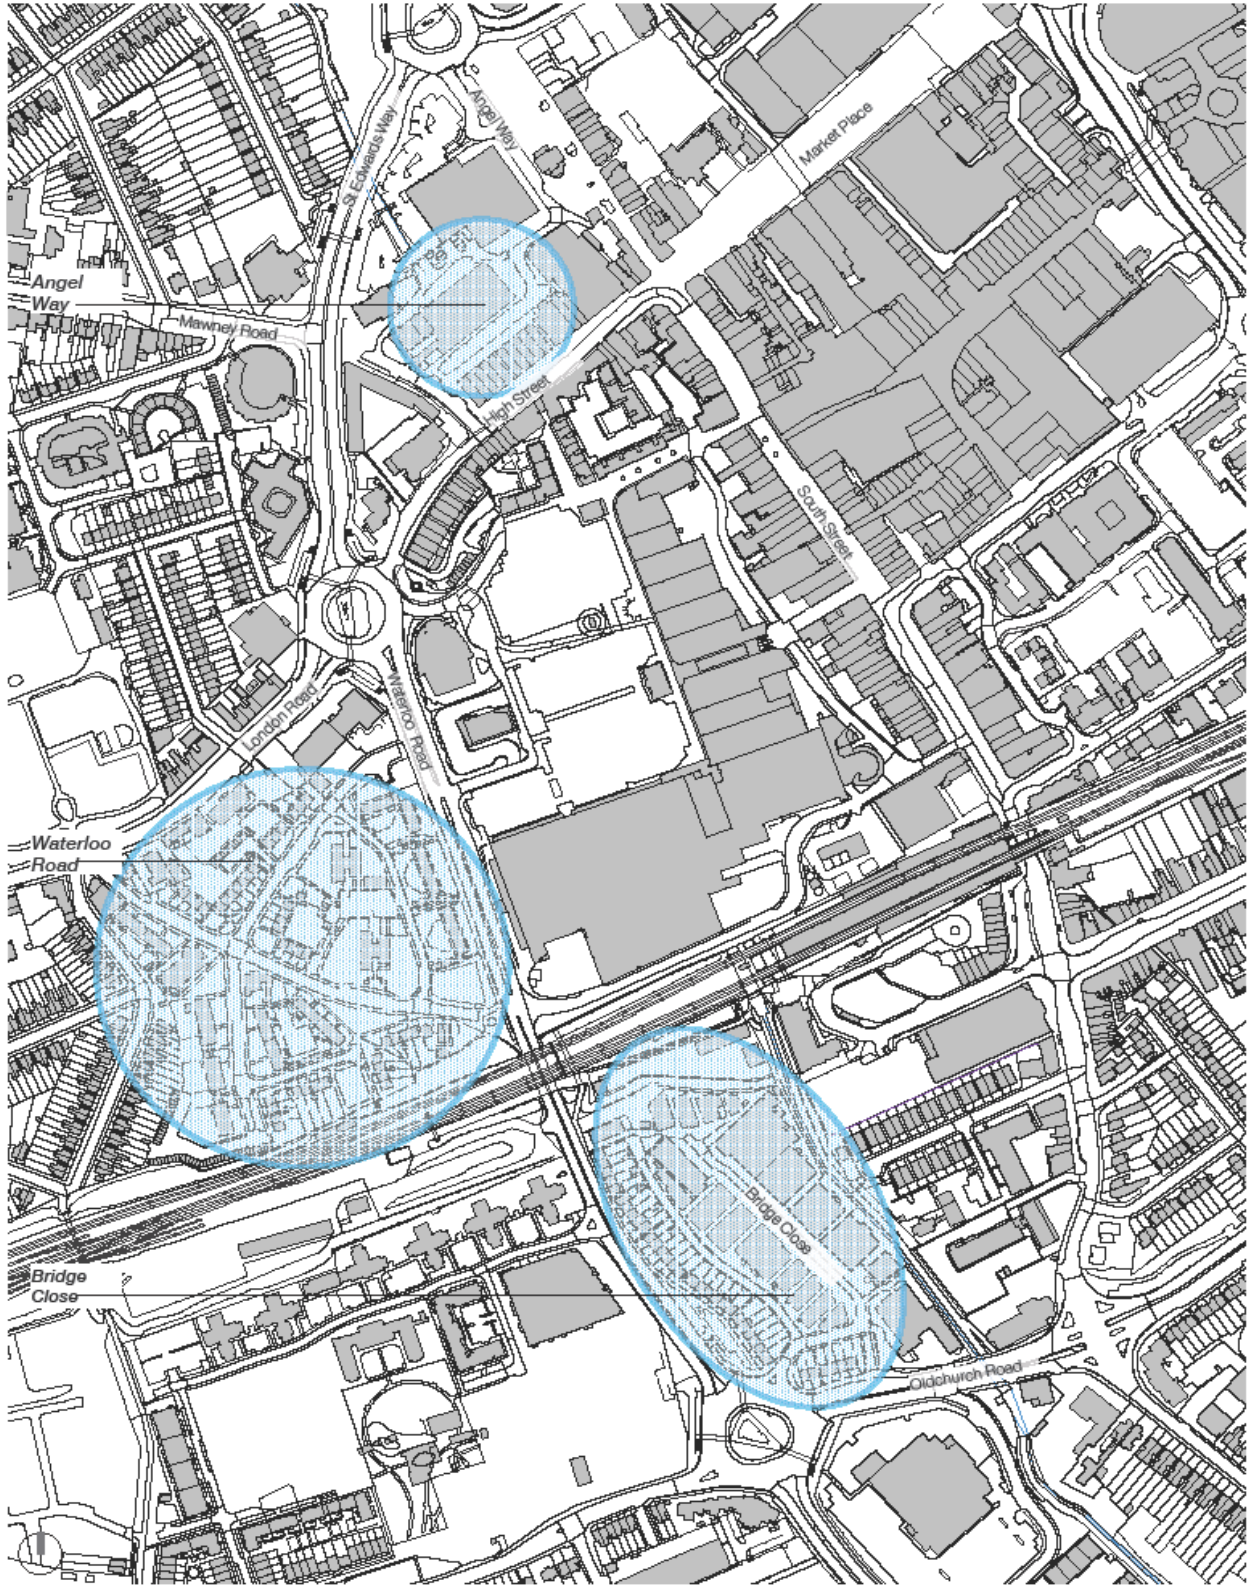 Angel Way
St Edwards Way
Market Place
Angel
Way
Mawney Road
High Street
South Street
London Road
Waterloo Road
Waterloo
Road
Bridge Close
Bridge
Close
Oldchurch Road